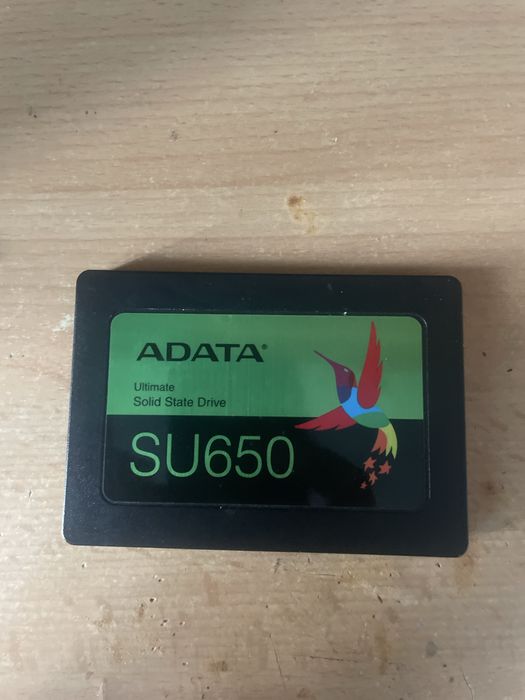 ADATA®
Ultimate
Solid State Drive
SU650